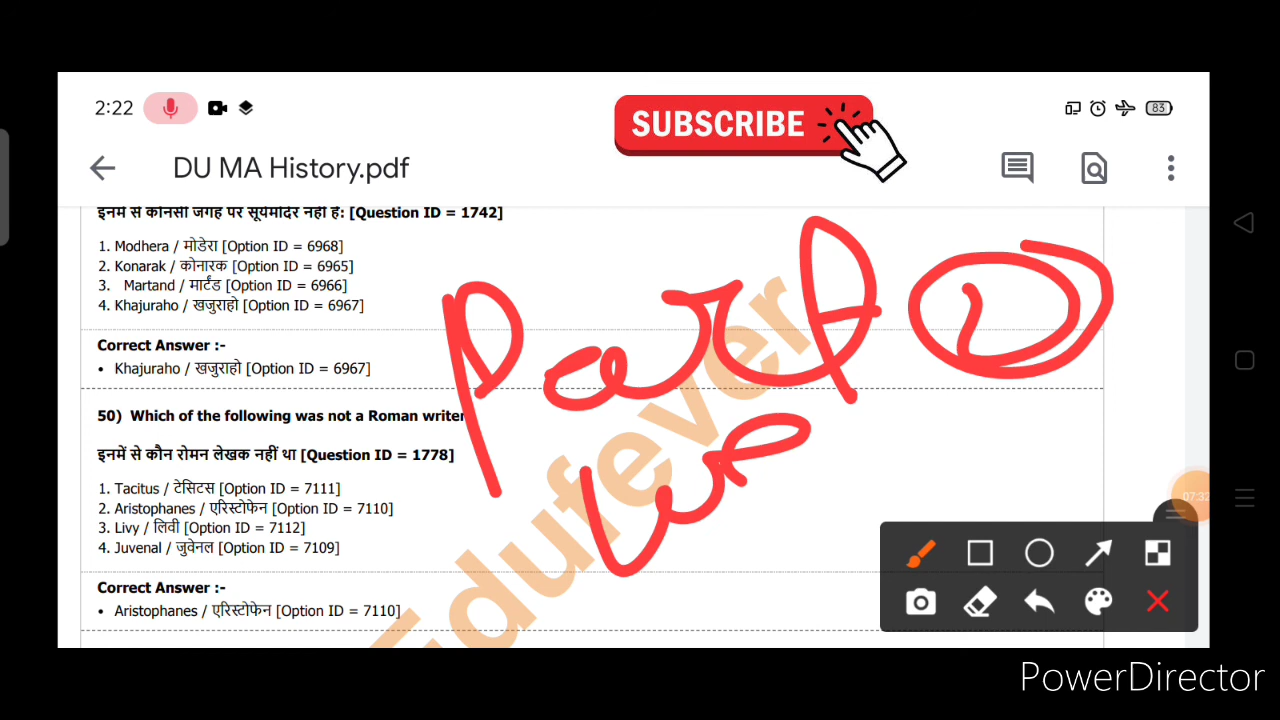 2:22
SUBSCRIBE
83
DU MA History.pdf
इनमें से कौनसी जगह पर सूर्यमंदिर नहीं है: [Question ID = 1742]
1. Modhera / मोडेरा [Option ID = 6968]
2. Konarak / कोनारक [Option ID = 6965]
3. Martand / मार्टंड [Option ID = 6966]
4. Khajuraho / खजुराहो [Option ID = 6967]
Correct Answer :-
• Khajuraho / खजुराहो [Option ID = 6967]
Part
50) Which of the following was not a Roman writer
इनमें से कौन रोमन लेखक नहीं था [Question ID = 1778]
1. Tacitus / टेसिटस [Option ID = 7111]
2. Aristophanes / एरिस्टोफेन [Option ID = 7110]
3. Livy / लिवी [Option ID = 7112]
4. Juvenal / जुवेनल [Option ID = 7109]
07:32
Correct Answer :-
• Aristophanes / एरिस्टोफेन [Option ID = 7110]
Edufever
PowerDirector